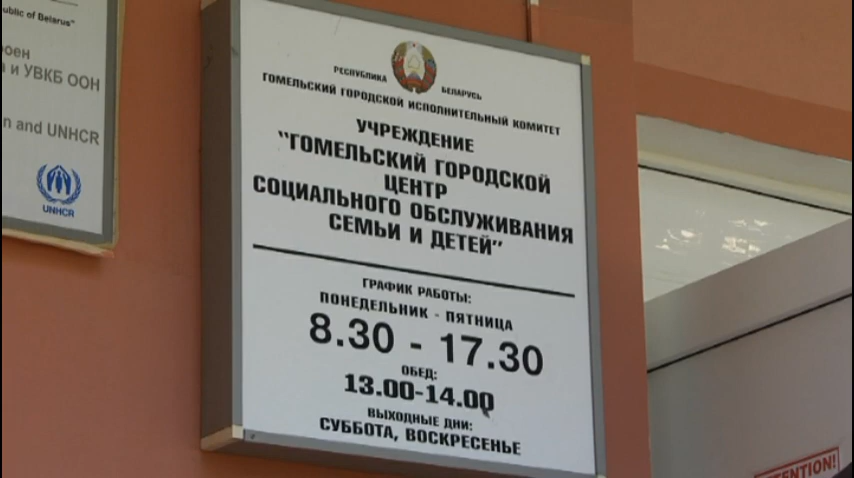 ublic of Belarus"
роен
а и УВКБ ООН
n and UNHCR
UNHCR
РЕСПУБЛИКА БЕЛАРУСЬ
ГОМЕЛЬСКИЙ ГОРОДСКОЙ ИСПОЛНИТЕЛЬНЫЙ КОМИТЕТ
УЧРЕЖДЕНИЕ
"ГОМЕЛЬСКИЙ ГОРОДСКОЙ
ЦЕНТР
СОЦИАЛЬНОГО ОБСЛУЖИВАНИЯ
СЕМЬИ И ДЕТЕЙ"
ГРАФИК РАБОТЫ:
ПОНЕДЕЛЬНИК - ПЯТНИЦА
8.30 - 17.30
ОБЕД:
13.00-14.00
ВЫХОДНЫЕ ДНИ:
СУББОТА, ВОСКРЕСЕНЬЕ
TENTION!